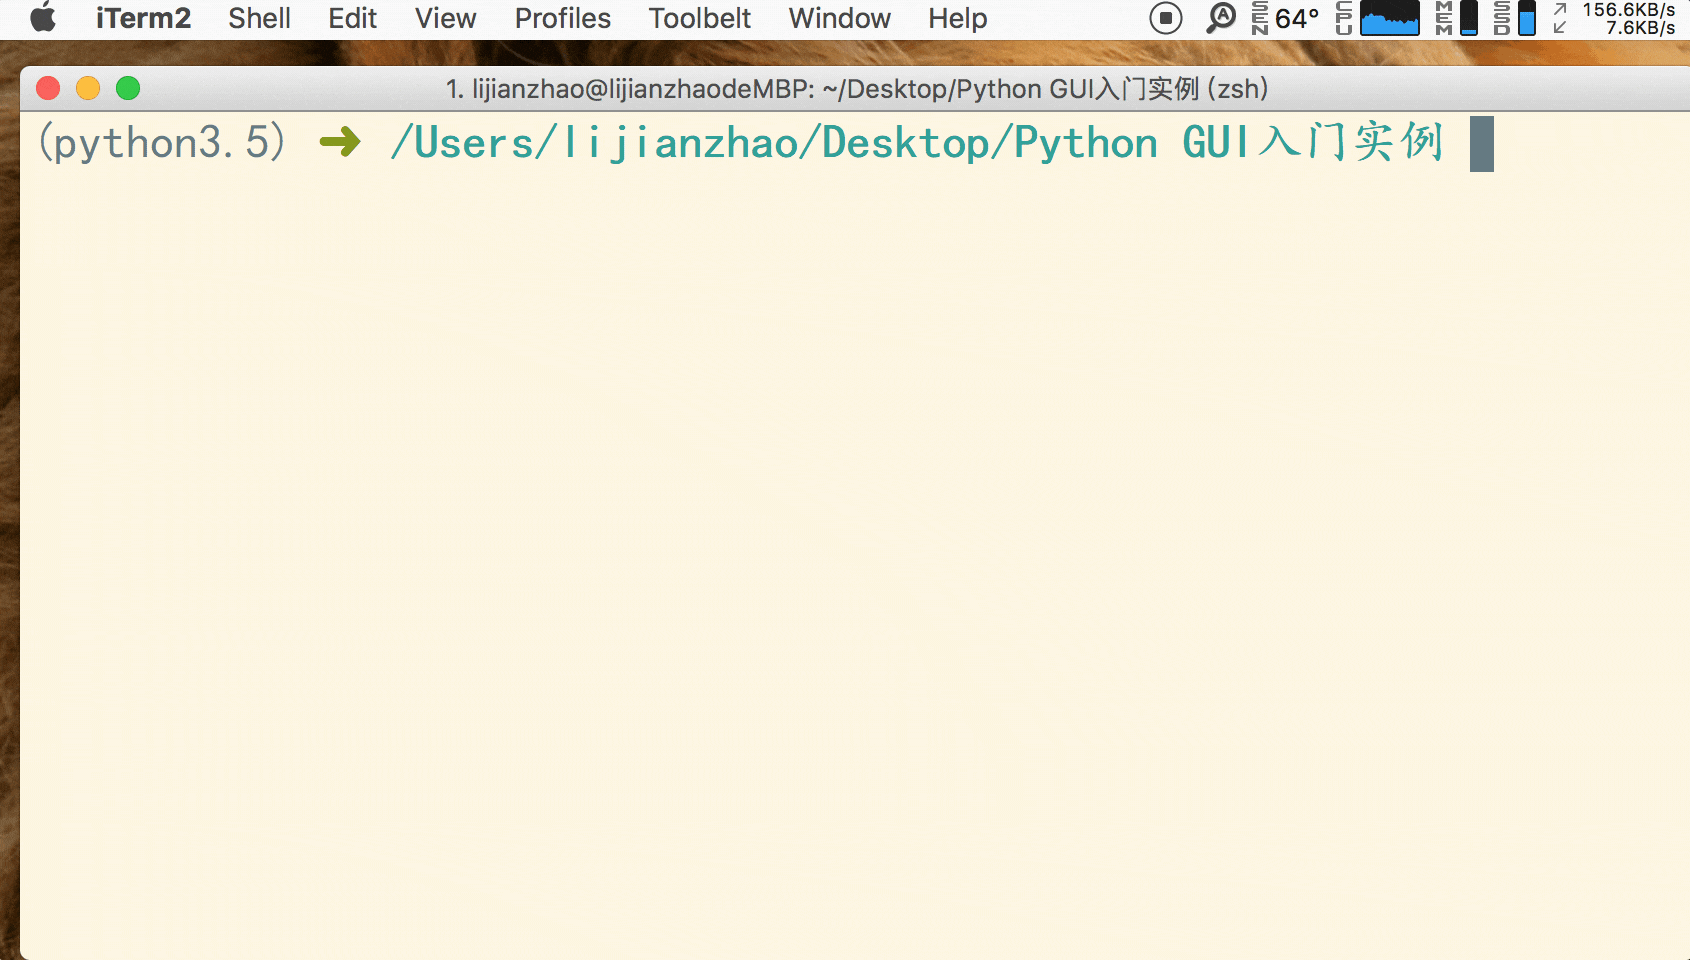 iTerm2 Shell Edit View Profiles Toolbelt Window Help SEN 64° CPU MEM SSD 156.6KB/s
7.6KB/s
1. lijianzhao@lijianzhaodeMBP: ~/Desktop/Python GUI入门实例 (zsh)
(python3.5) ➜ /Users/lijianzhao/Desktop/Python GUI入门实例